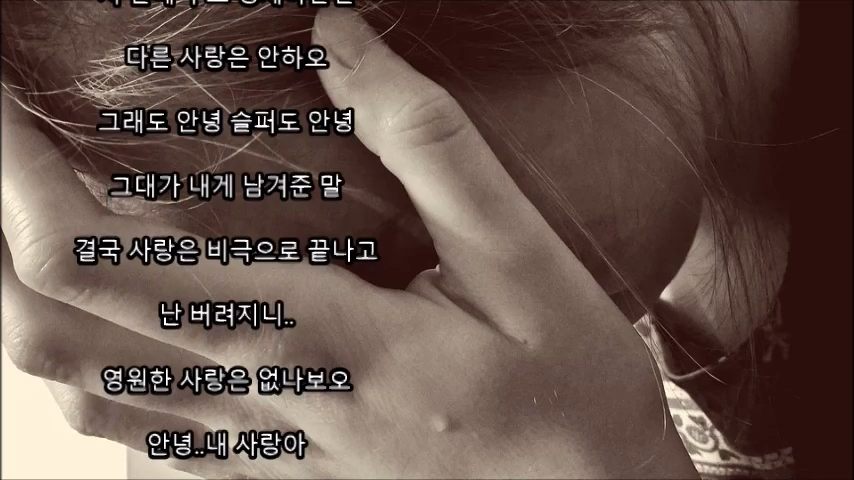 다른 사랑은 안하오
그래도 안녕 슬퍼도 안녕
그대가 내게 남겨준 말
결국 사랑은 비극으로 끝나고
난 버려지니..
영원한 사랑은 없나보오
안녕..내 사랑아